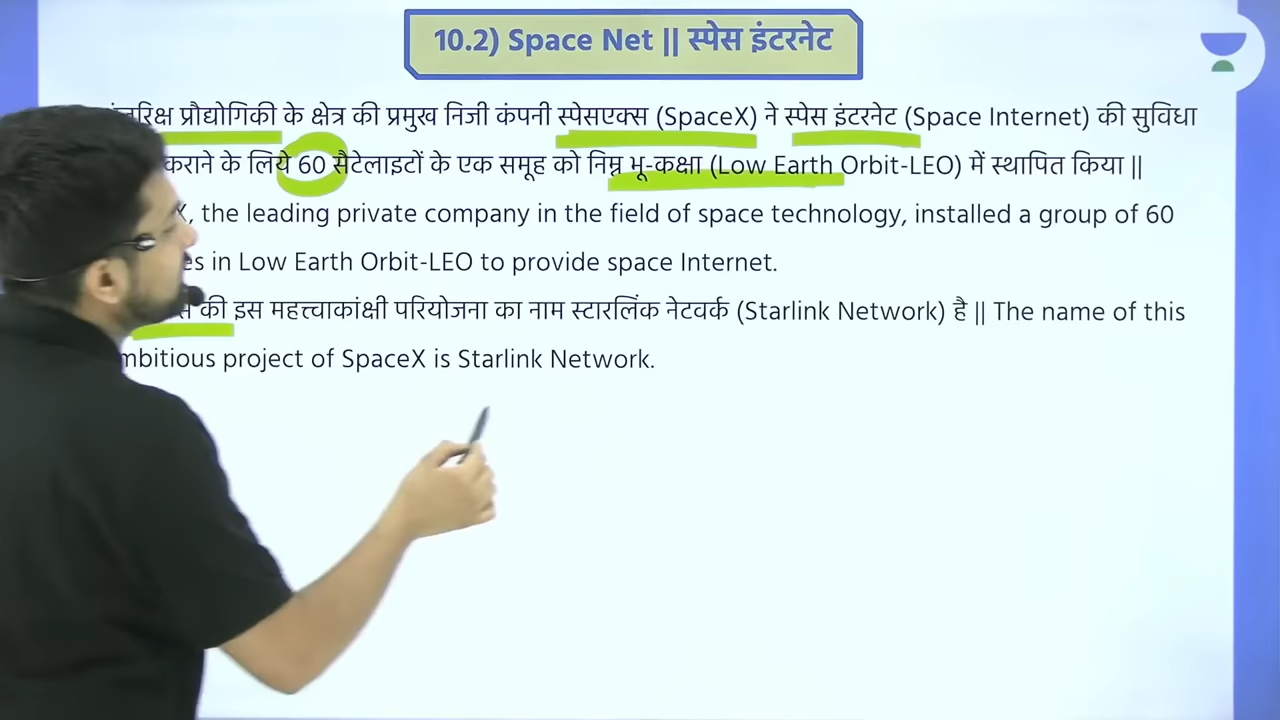 10.2) Space Net || स्पेस इंटरनेट
प्रौद्योगिकी के क्षेत्र की प्रमुख निजी कंपनी स्पेसएक्स (SpaceX) ने स्पेस इंटरनेट (Space Internet) की सुविधा
कराने के लिये 60 सैटेलाइटों के एक समूह को निम्न भू-कक्षा (Low Earth Orbit-LEO) में स्थापित किया ||
the leading private company in the field of space technology, installed a group of 60
in Low Earth Orbit-LEO to provide space Internet.
की इस महत्त्वाकांक्षी परियोजना का नाम स्टारलिंक नेटवर्क (Starlink Network) है || The name of this
project of SpaceX is Starlink Network.